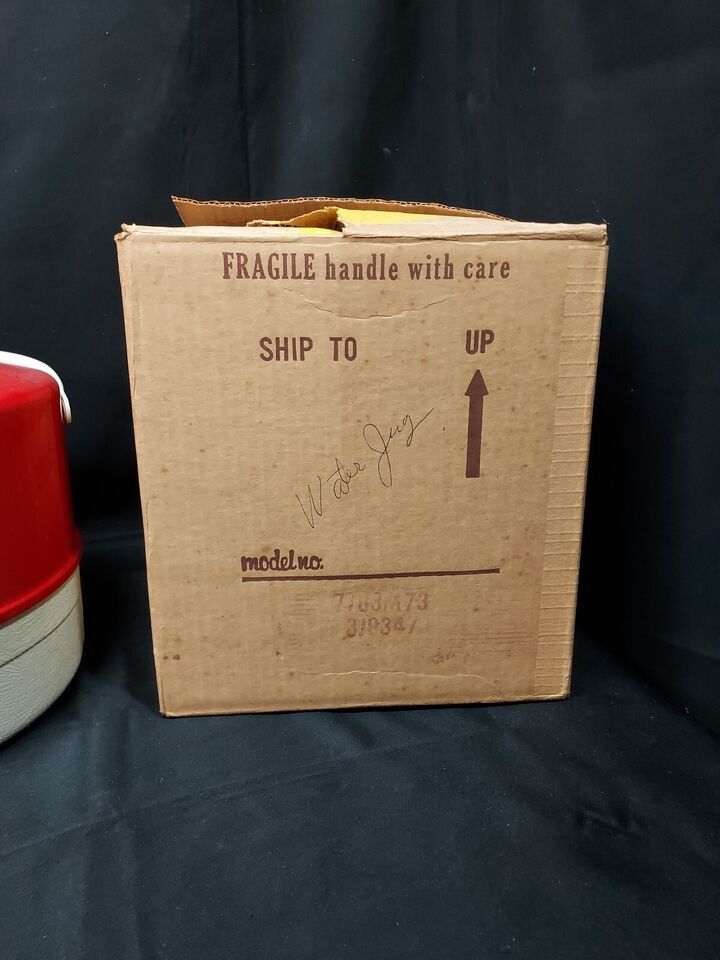 FRAGILE handle with care
SHIP TO
UP
Water Jug
model no.